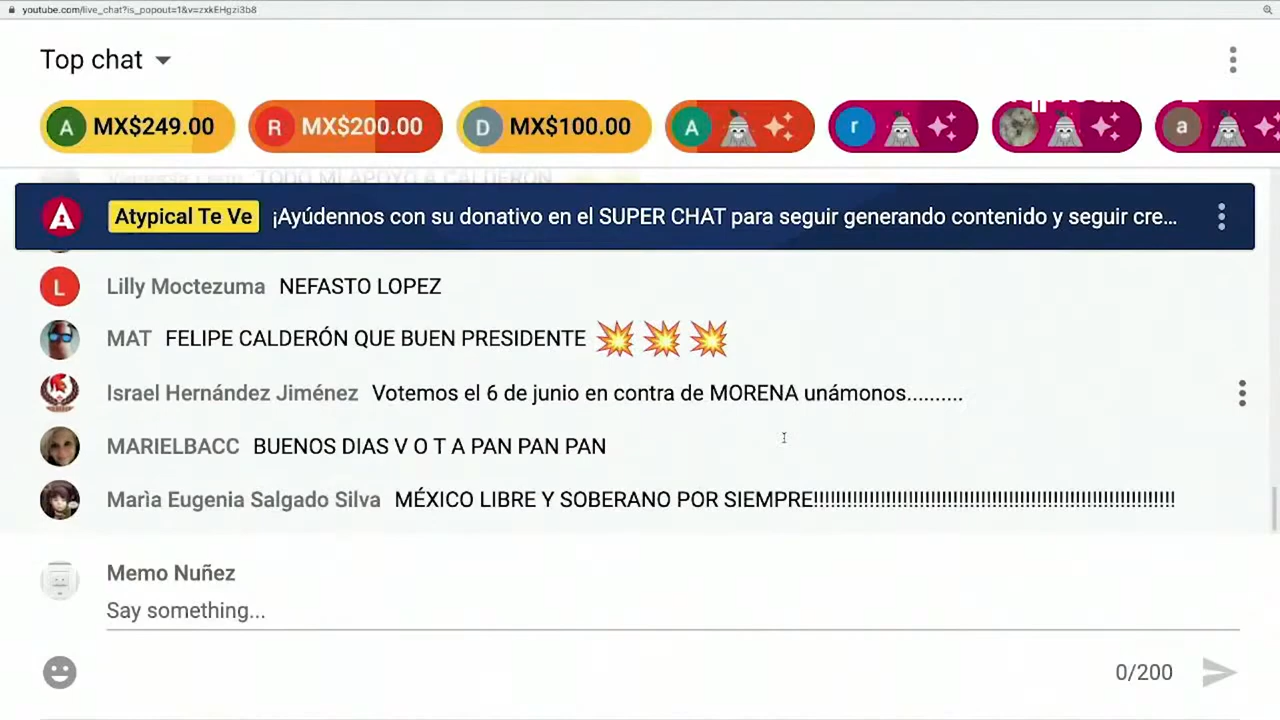 youtube.com/live_chat?is_popout=1&v=zxkEHgzi3b8
Top chat
A MX$249.00 R MX$200.00 D MX$100.00 A r a
TODO MI APOYO A CALDERON
A Atypical Te Ve ¡Ayúdennos con su donativo en el SUPER CHAT para seguir generando contenido y seguir cre...
L Lilly Moctezuma NEFASTO LOPEZ
MAT FELIPE CALDERÓN QUE BUEN PRESIDENTE
Israel Hernández Jiménez Votemos el 6 de junio en contra de MORENA unámonos..........
MARIELBACC BUENOS DIAS V O T A PAN PAN PAN
Marìa Eugenia Salgado Silva MÉXICO LIBRE Y SOBERANO POR SIEMPRE!!!!!!!!!!!!!!!!!!!!!!!!!!!!!!!!!!!!!!!!!!!!!!!!!!!!!!!!!!!!!!!!!
Memo Nuñez
Say something...
0/200